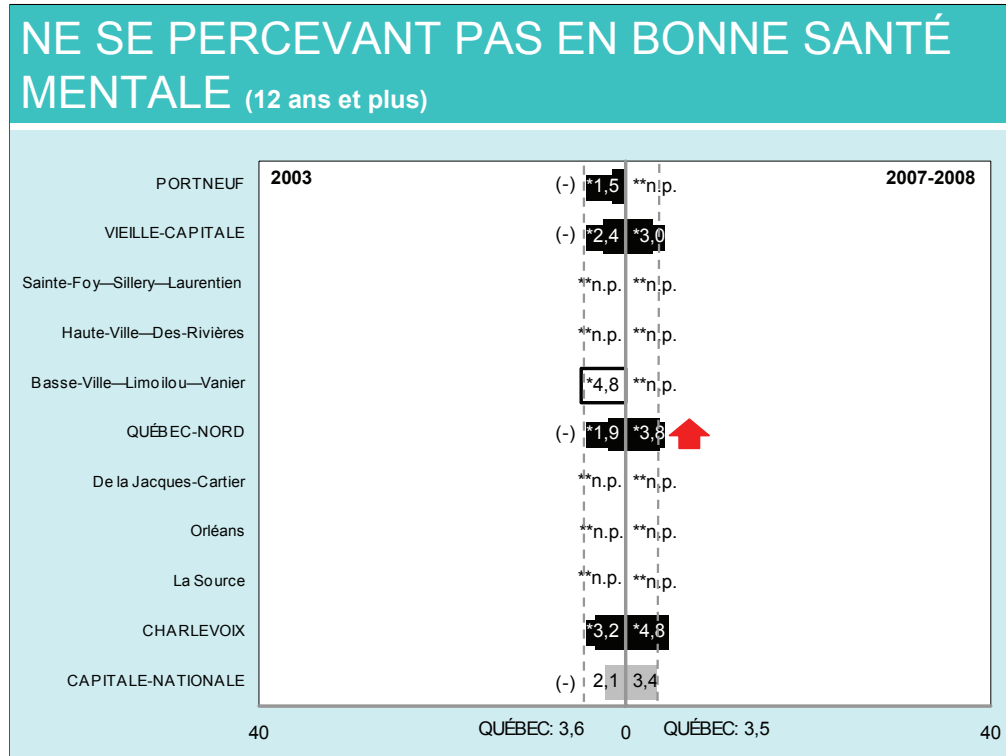 NE SE PERCEVANT PAS EN BONNE SANTÉ
MENTALE (12 ans et plus)
2003 2007-2008
PORTNEUF (-) *1,5 **n.p.
VIEILLE-CAPITALE (-) *2,4 *3,0
Sainte-Foy—Sillery—Laurentien **n.p. **n.p.
Haute-Ville—Des-Rivières **n.p. **n.p.
Basse-Ville—Limoilou—Vanier *4,8 **n.p.
QUÉBEC-NORD (-) *1,9 *3,8
De la Jacques-Cartier **n.p. **n.p.
Orléans **n.p. **n.p.
La Source **n.p. **n.p.
CHARLEVOIX *3,2 *4,8
CAPITALE-NATIONALE (-) 2,1 3,4
40 QUÉBEC: 3,6 0 QUÉBEC: 3,5 40